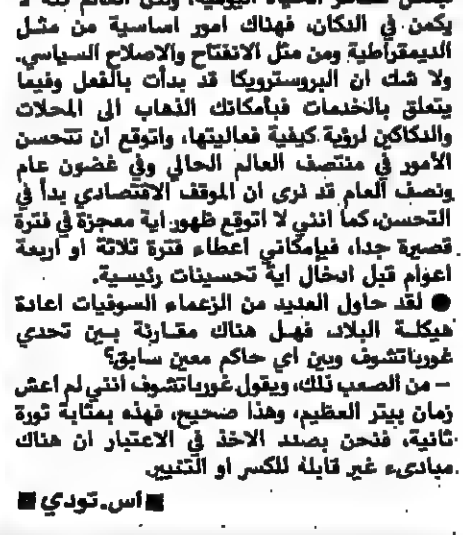 يكمن في الدكان، فهناك امور اساسية من مثل
الديمقراطية ومن مثل الانفتاح والاصلاح السياسي.
ولا شك ان البروسترويكا قد بدأت بالفعل وفيما
يتعلق بالخدمات فبأمكانك الذهاب الى المحلات
والدكاكين لرؤية كيفية فعاليتها، واتوقع ان تتحسن
الأمور في منتصف العالم الحالي وفي غضون عام
ونصف العام قد نرى ان الموقف الاقتصادي بدأ في
التحسن، كما انني لا اتوقع ظهور اية معجزة في فترة
قصيرة جدا، فبإمكاني اعطاء فترة ثلاثة او اربعة
اعوام قبل ادخال اية تحسينات رئيسية.
● لقد حاول العديد من الزعماء السوفيات اعادة
هيكلة البلاد، فهل هناك مقارنة بين تحدي
غورباتشوف وبين اي حاكم معين سابق؟
– من الصعب ذلك، ويقول غورباتشوف انني لم اعش
زمان بيتر العظيم، وهذا صحيح، فهذه بمثابة ثورة
ثانية، فنحن بصدد الاخذ في الاعتبار ان هناك
مبادىء غير قابلة للكسر او التغيير.
■ اس. تودي ■